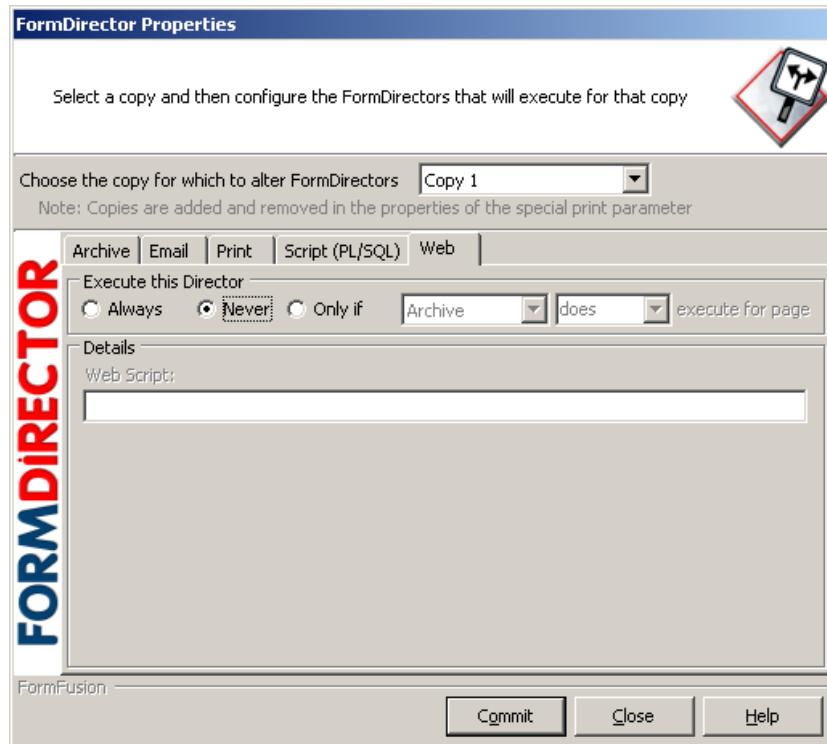 FormDirector Properties
Select a copy and then configure the FormDirectors that will execute for that copy
Choose the copy for which to alter FormDirectors Copy 1
Note: Copies are added and removed in the properties of the special print parameter
Archive Email Print Script (PL/SQL) Web
Execute this Director
Always Never Only if Archive does execute for page
Details
Web Script:
FORMDiRECTOR
FormFusion
Commit Close Help